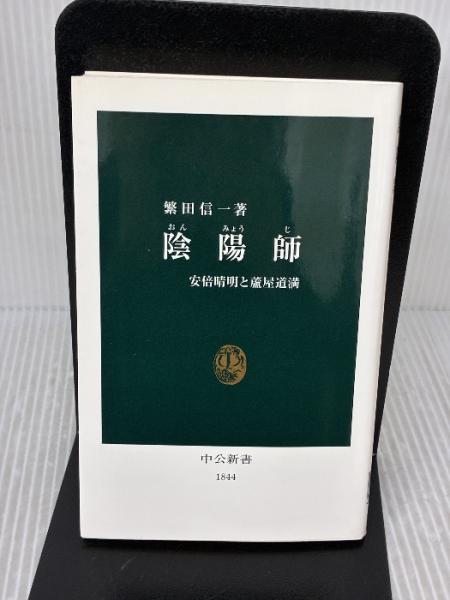 繁田信一著
おんみょうじ
陰陽師
安倍晴明と蘆屋道満
中公新書
1844